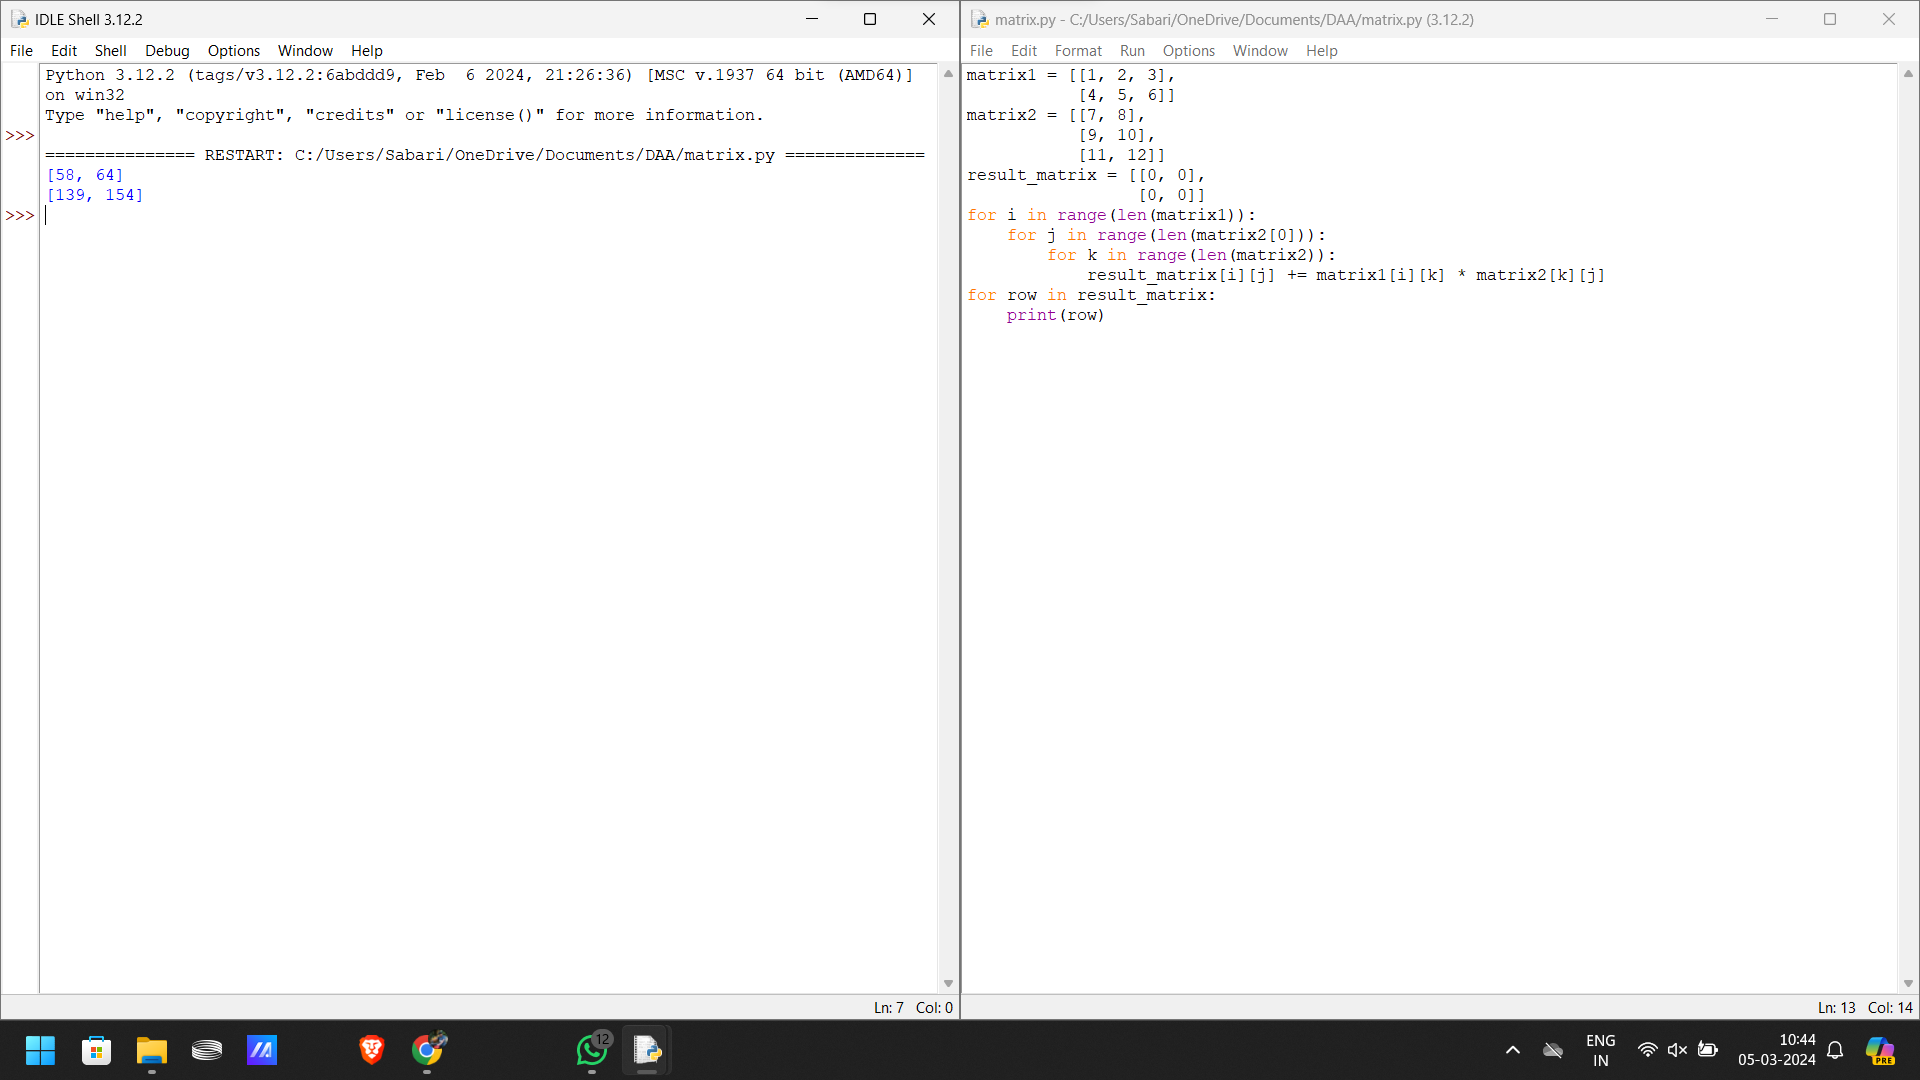 IDLE Shell 3.12.2
File Edit Shell Debug Options Window Help
Python 3.12.2 (tags/v3.12.2:6abddd9, Feb  6 2024, 21:26:36) [MSC v.1937 64 bit (AMD64)]
on win32
Type "help", "copyright", "credits" or "license()" for more information.
>>>
=============== RESTART: C:/Users/Sabari/OneDrive/Documents/DAA/matrix.py ==============
[58, 64]
[139, 154]
>>>
Ln: 7 Col: 0
matrix.py - C:/Users/Sabari/OneDrive/Documents/DAA/matrix.py (3.12.2)
File Edit Format Run Options Window Help
matrix1 = [[1, 2, 3],
           [4, 5, 6]]
matrix2 = [[7, 8],
           [9, 10],
           [11, 12]]
result_matrix = [[0, 0],
                 [0, 0]]
for i in range(len(matrix1)):
    for j in range(len(matrix2[0])):
        for k in range(len(matrix2)):
            result_matrix[i][j] += matrix1[i][k] * matrix2[k][j]
for row in result_matrix:
    print(row)
Ln: 13 Col: 14
12
ENG
IN
10:44
05-03-2024
PRE